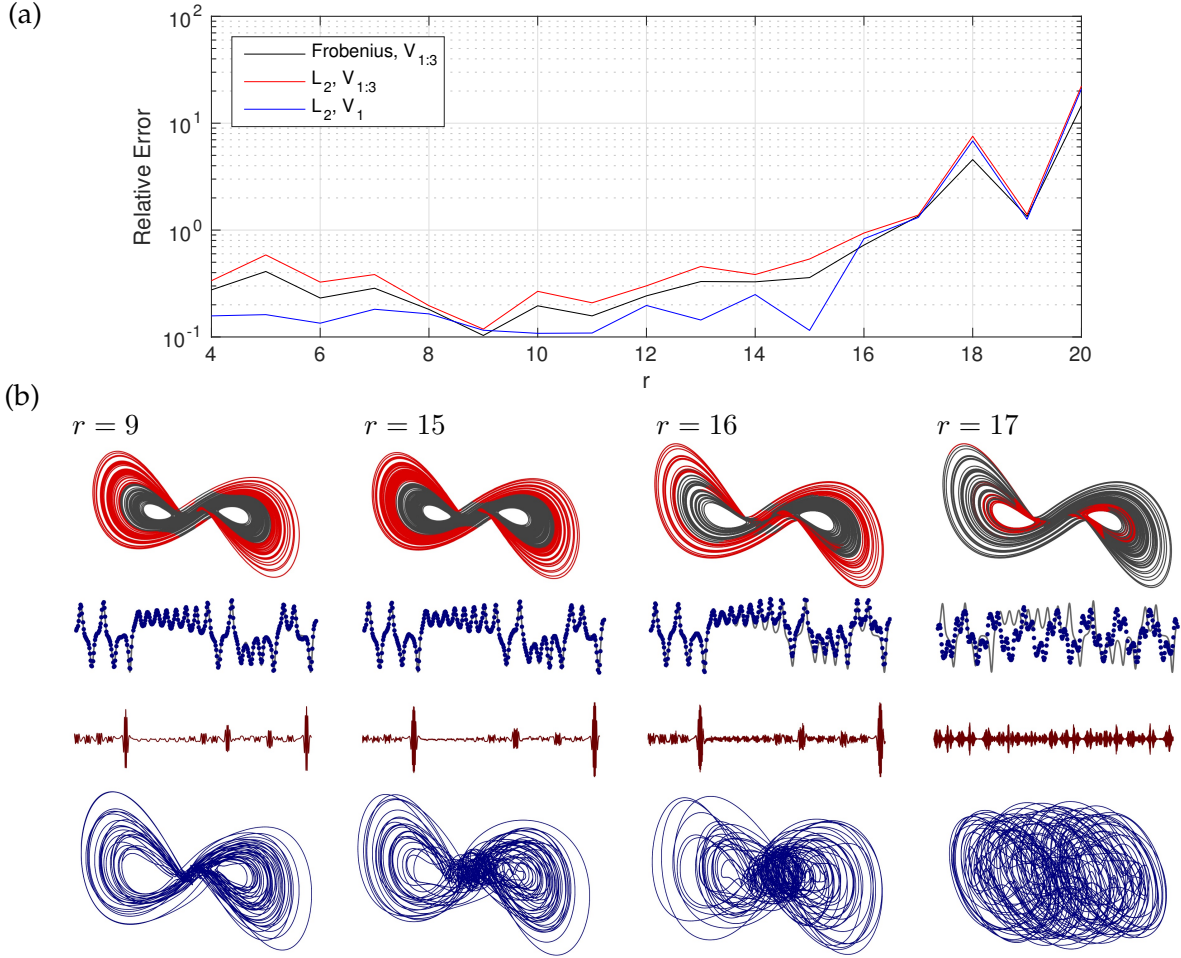 (a)
Relative Error
10^2
10^1
10^0
10^-1
Frobenius, V_1:3
L_2, V_1:3
L_2, V_1
4 6 8 10 12 14 16 18 20
r
(b)
r = 9 r = 15 r = 16 r = 17